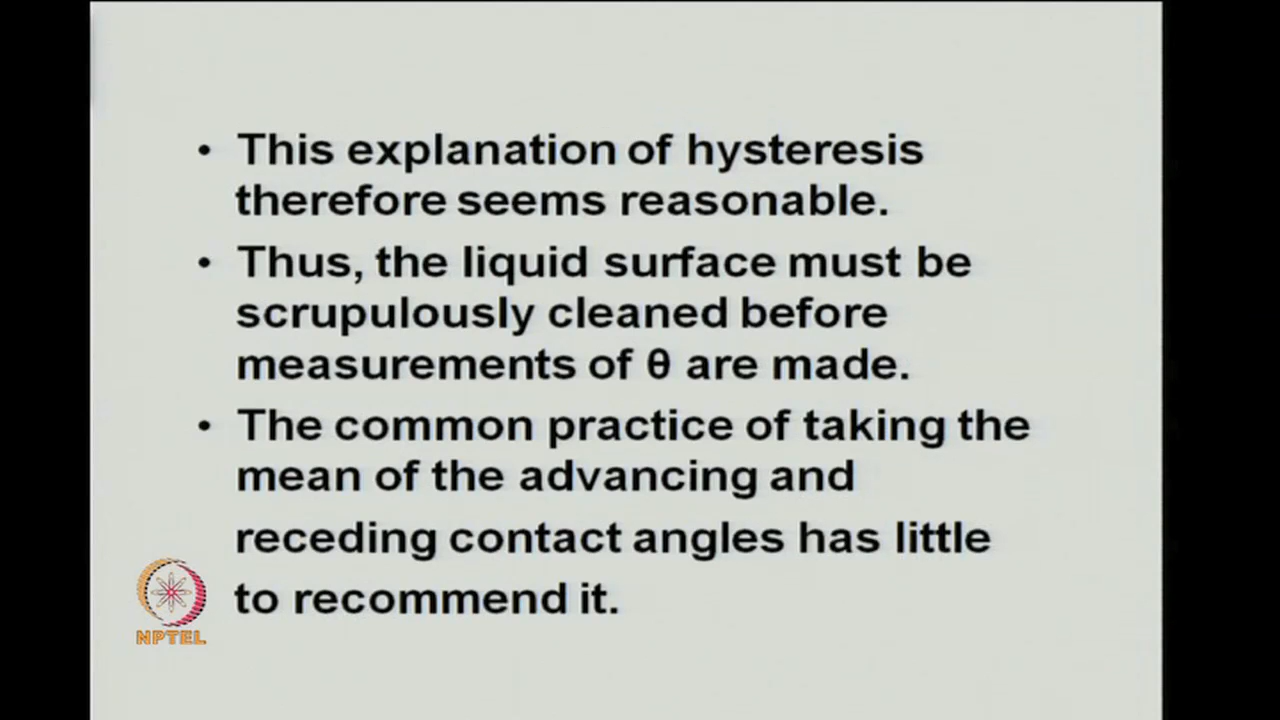 • This explanation of hysteresis
therefore seems reasonable.
• Thus, the liquid surface must be
scrupulously cleaned before
measurements of θ are made.
• The common practice of taking the
mean of the advancing and
receding contact angles has little
to recommend it.
NPTEL